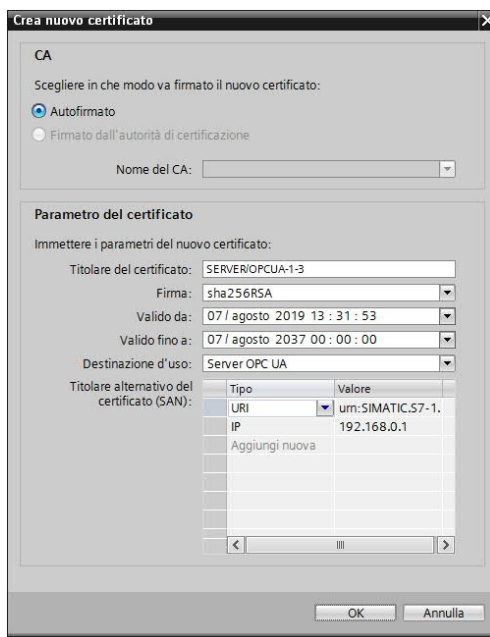 Crea nuovo certificato
CA
Scegliere in che modo va firmato il nuovo certificato:
Autofirmato
Firmato dall'autorità di certificazione
Nome del CA:
Parametro del certificato
Immettere i parametri del nuovo certificato:
Titolare del certificato: SERVER/OPCUA-1-3
Firma: sha256RSA
Valido da: 07 / agosto 2019 13 : 31 : 53
Valido fino a: 07 / agosto 2037 00 : 00 : 00
Destinazione d'uso: Server OPC UA
Titolare alternativo del certificato (SAN):
Tipo Valore
URI urn:SIMATIC.S7-1.
IP 192.168.0.1
Aggiungi nuova
OK Annulla